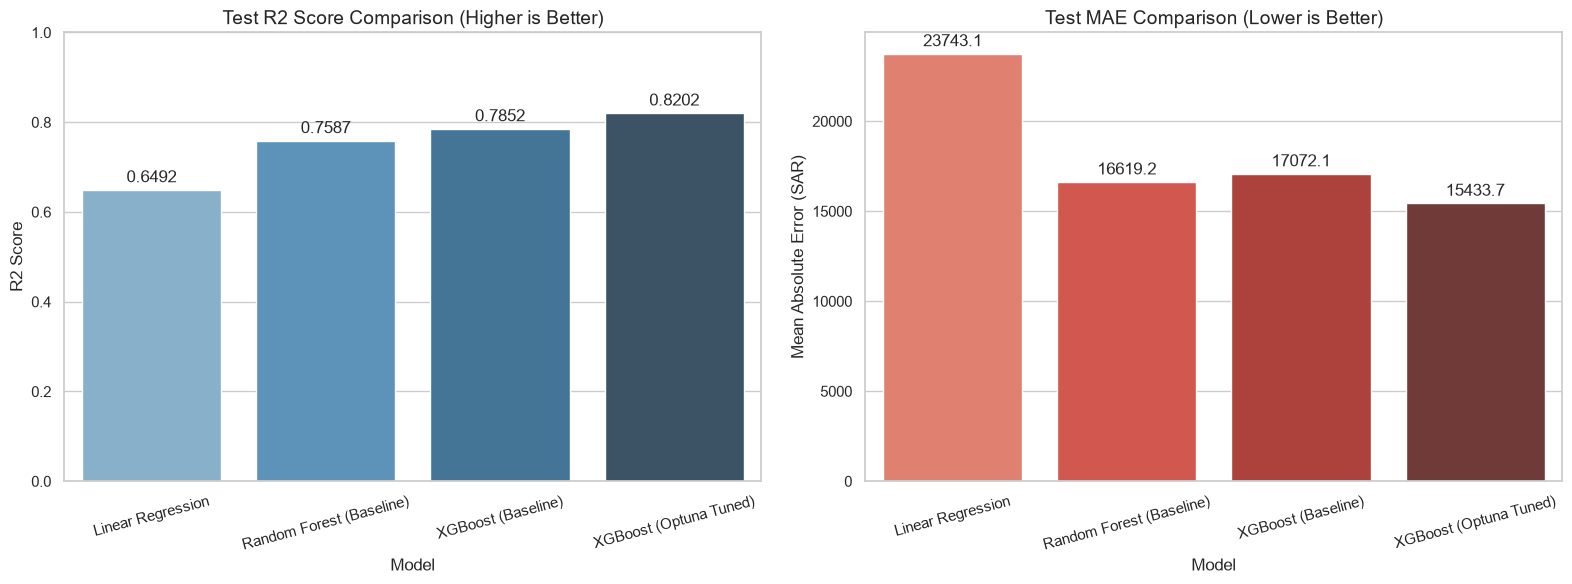 Test R2 Score Comparison (Higher is Better)
1.0
0.8
0.6
0.4
0.2
0.0
R2 Score
0.6492
0.7587
0.7852
0.8202
Linear Regression
Random Forest (Baseline)
XGBoost (Baseline)
XGBoost (Optuna Tuned)
Model
Test MAE Comparison (Lower is Better)
20000
15000
10000
5000
0
Mean Absolute Error (SAR)
23743.1
16619.2
17072.1
15433.7
Linear Regression
Random Forest (Baseline)
XGBoost (Baseline)
XGBoost (Optuna Tuned)
Model